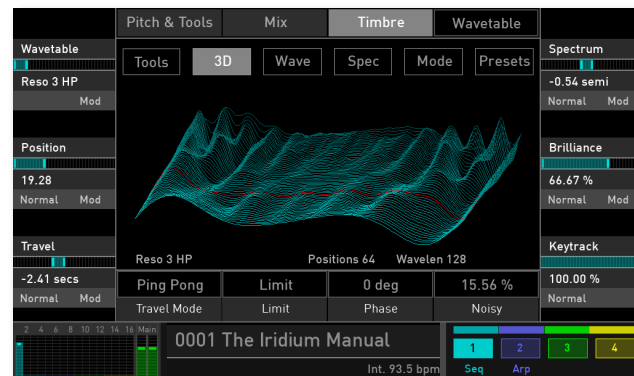 Pitch & Tools Mix Timbre Wavetable
Wavetable
Reso 3 HP
Mod
Position
19.28
Normal Mod
Travel
-2.41 secs
Normal Mod
Tools 3D Wave Spec Mode Presets
Reso 3 HP Positions 64 Wavelen 128
Ping Pong Limit 0 deg 15.56 %
Travel Mode Limit Phase Noisy
Spectrum
-0.54 semi
Normal Mod
Brilliance
66.67 %
Normal Mod
Keytrack
100.00 %
Normal
2 4 6 8 10 12 14 16 Main
0001 The Iridium Manual
Int. 93.5 bpm
1 2 3 4
Seq Arp